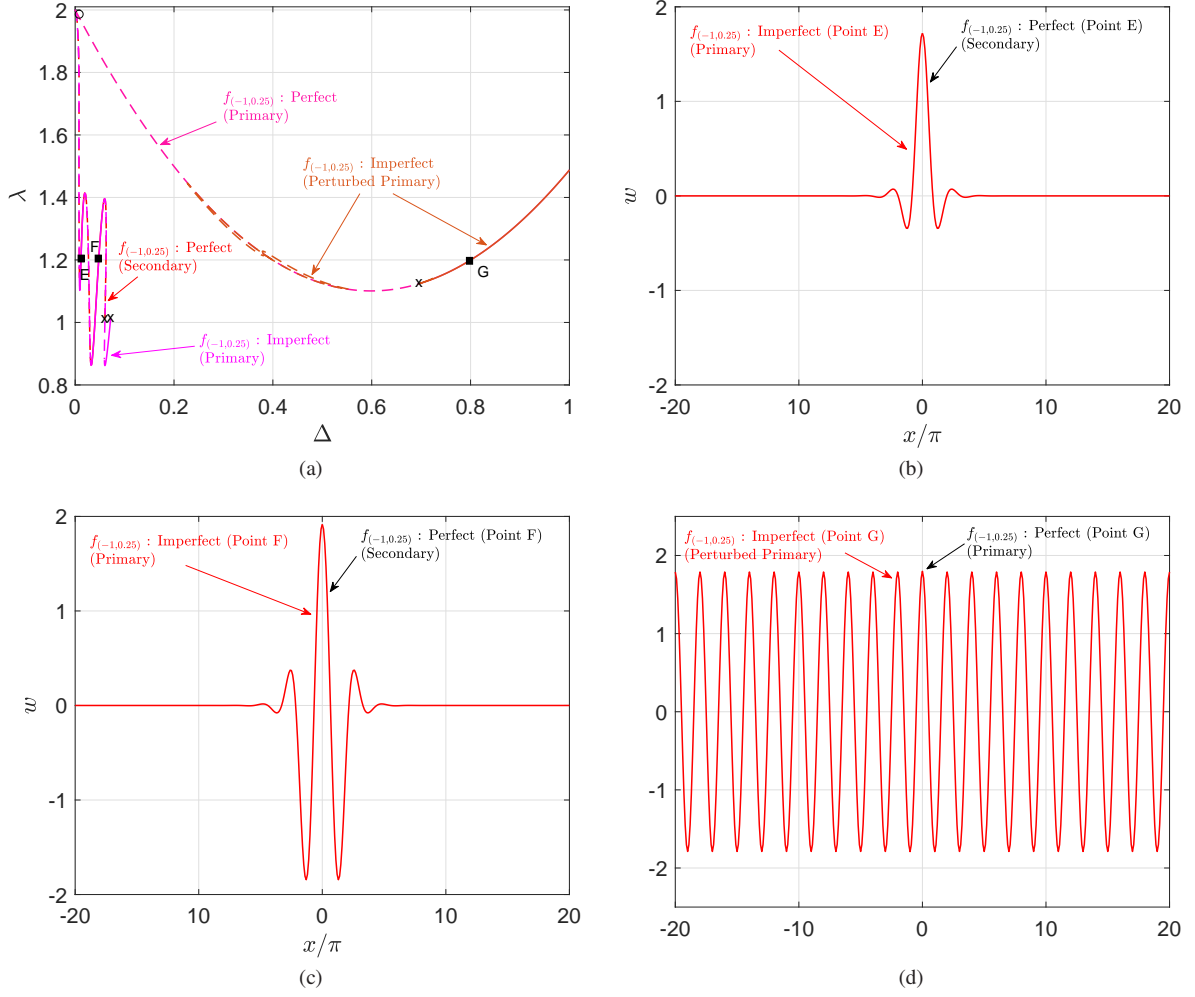 2
1.8
1.6
1.4
1.2
1
0.8
λ
f(−1,0.25) : Perfect
(Primary)
f(−1,0.25) : Imperfect
(Perturbed Primary)
F
f(−1,0.25) : Perfect
(Secondary)
E
G
x x x
f(−1,0.25) : Imperfect
(Primary)
0 0.2 0.4 0.6 0.8 1
Δ
(a)
2
1
0
-1
-2
w
f(−1,0.25) : Imperfect (Point E)
(Primary)
f(−1,0.25) : Perfect (Point E)
(Secondary)
-20 10 0 10 20
x/π
(b)
2
1
0
-1
-2
w
f(−1,0.25) : Imperfect (Point F)
(Primary)
f(−1,0.25) : Perfect (Point F)
(Secondary)
-20 10 0 10 20
x/π
(c)
2
1
0
-1
-2
f(−1,0.25) : Imperfect (Point G)
(Perturbed Primary)
f(−1,0.25) : Perfect (Point G)
(Primary)
-20 -10 0 10 20
(d)